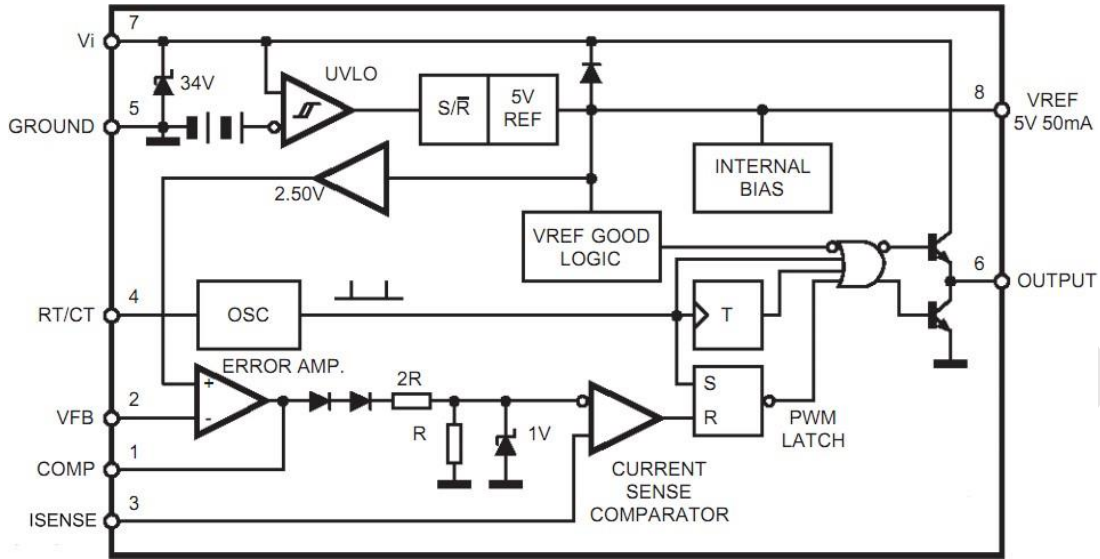 7
Vi
UVLO
34V
S/R̅
5V
REF
8
VREF
5V 50mA
5
GROUND
INTERNAL
BIAS
2.50V
VREF GOOD
LOGIC
6
OUTPUT
4
RT/CT
OSC
T
ERROR AMP.
+
-
2R
S
R
2
VFB
R
1V
PWM
LATCH
1
COMP
CURRENT
SENSE
COMPARATOR
3
ISENSE